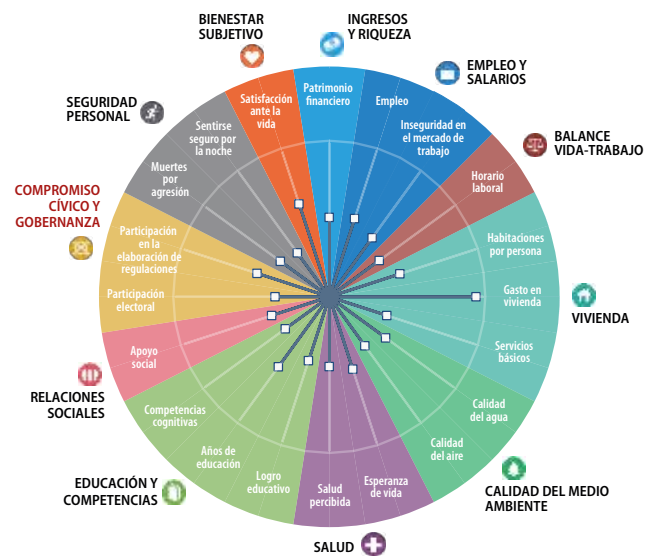 BIENESTAR
SUBJETIVO
INGRESOS
Y RIQUEZA
EMPLEO Y
SALARIOS
BALANCE
VIDA-TRABAJO
VIVIENDA
CALIDAD DEL MEDIO
AMBIENTE
SALUD
EDUCACIÓN Y
COMPETENCIAS
RELACIONES
SOCIALES
COMPROMISO
CÍVICO Y
GOBERNANZA
SEGURIDAD
PERSONAL
Satisfacción
ante la
vida
Patrimonio
financiero
Empleo
Inseguridad en
el mercado de
trabajo
Horario
laboral
Habitaciones
por persona
Gasto en
vivienda
Servicios
básicos
Calidad
del agua
Calidad
del aire
Esperanza
de vida
Salud
percibida
Logro
educativo
Años de
educación
Competencias
cognitivas
Apoyo
social
Participación
electoral
Participación
en la
elaboración de
regulaciones
Muertes
por
agresión
Sentirse
seguro por
la noche